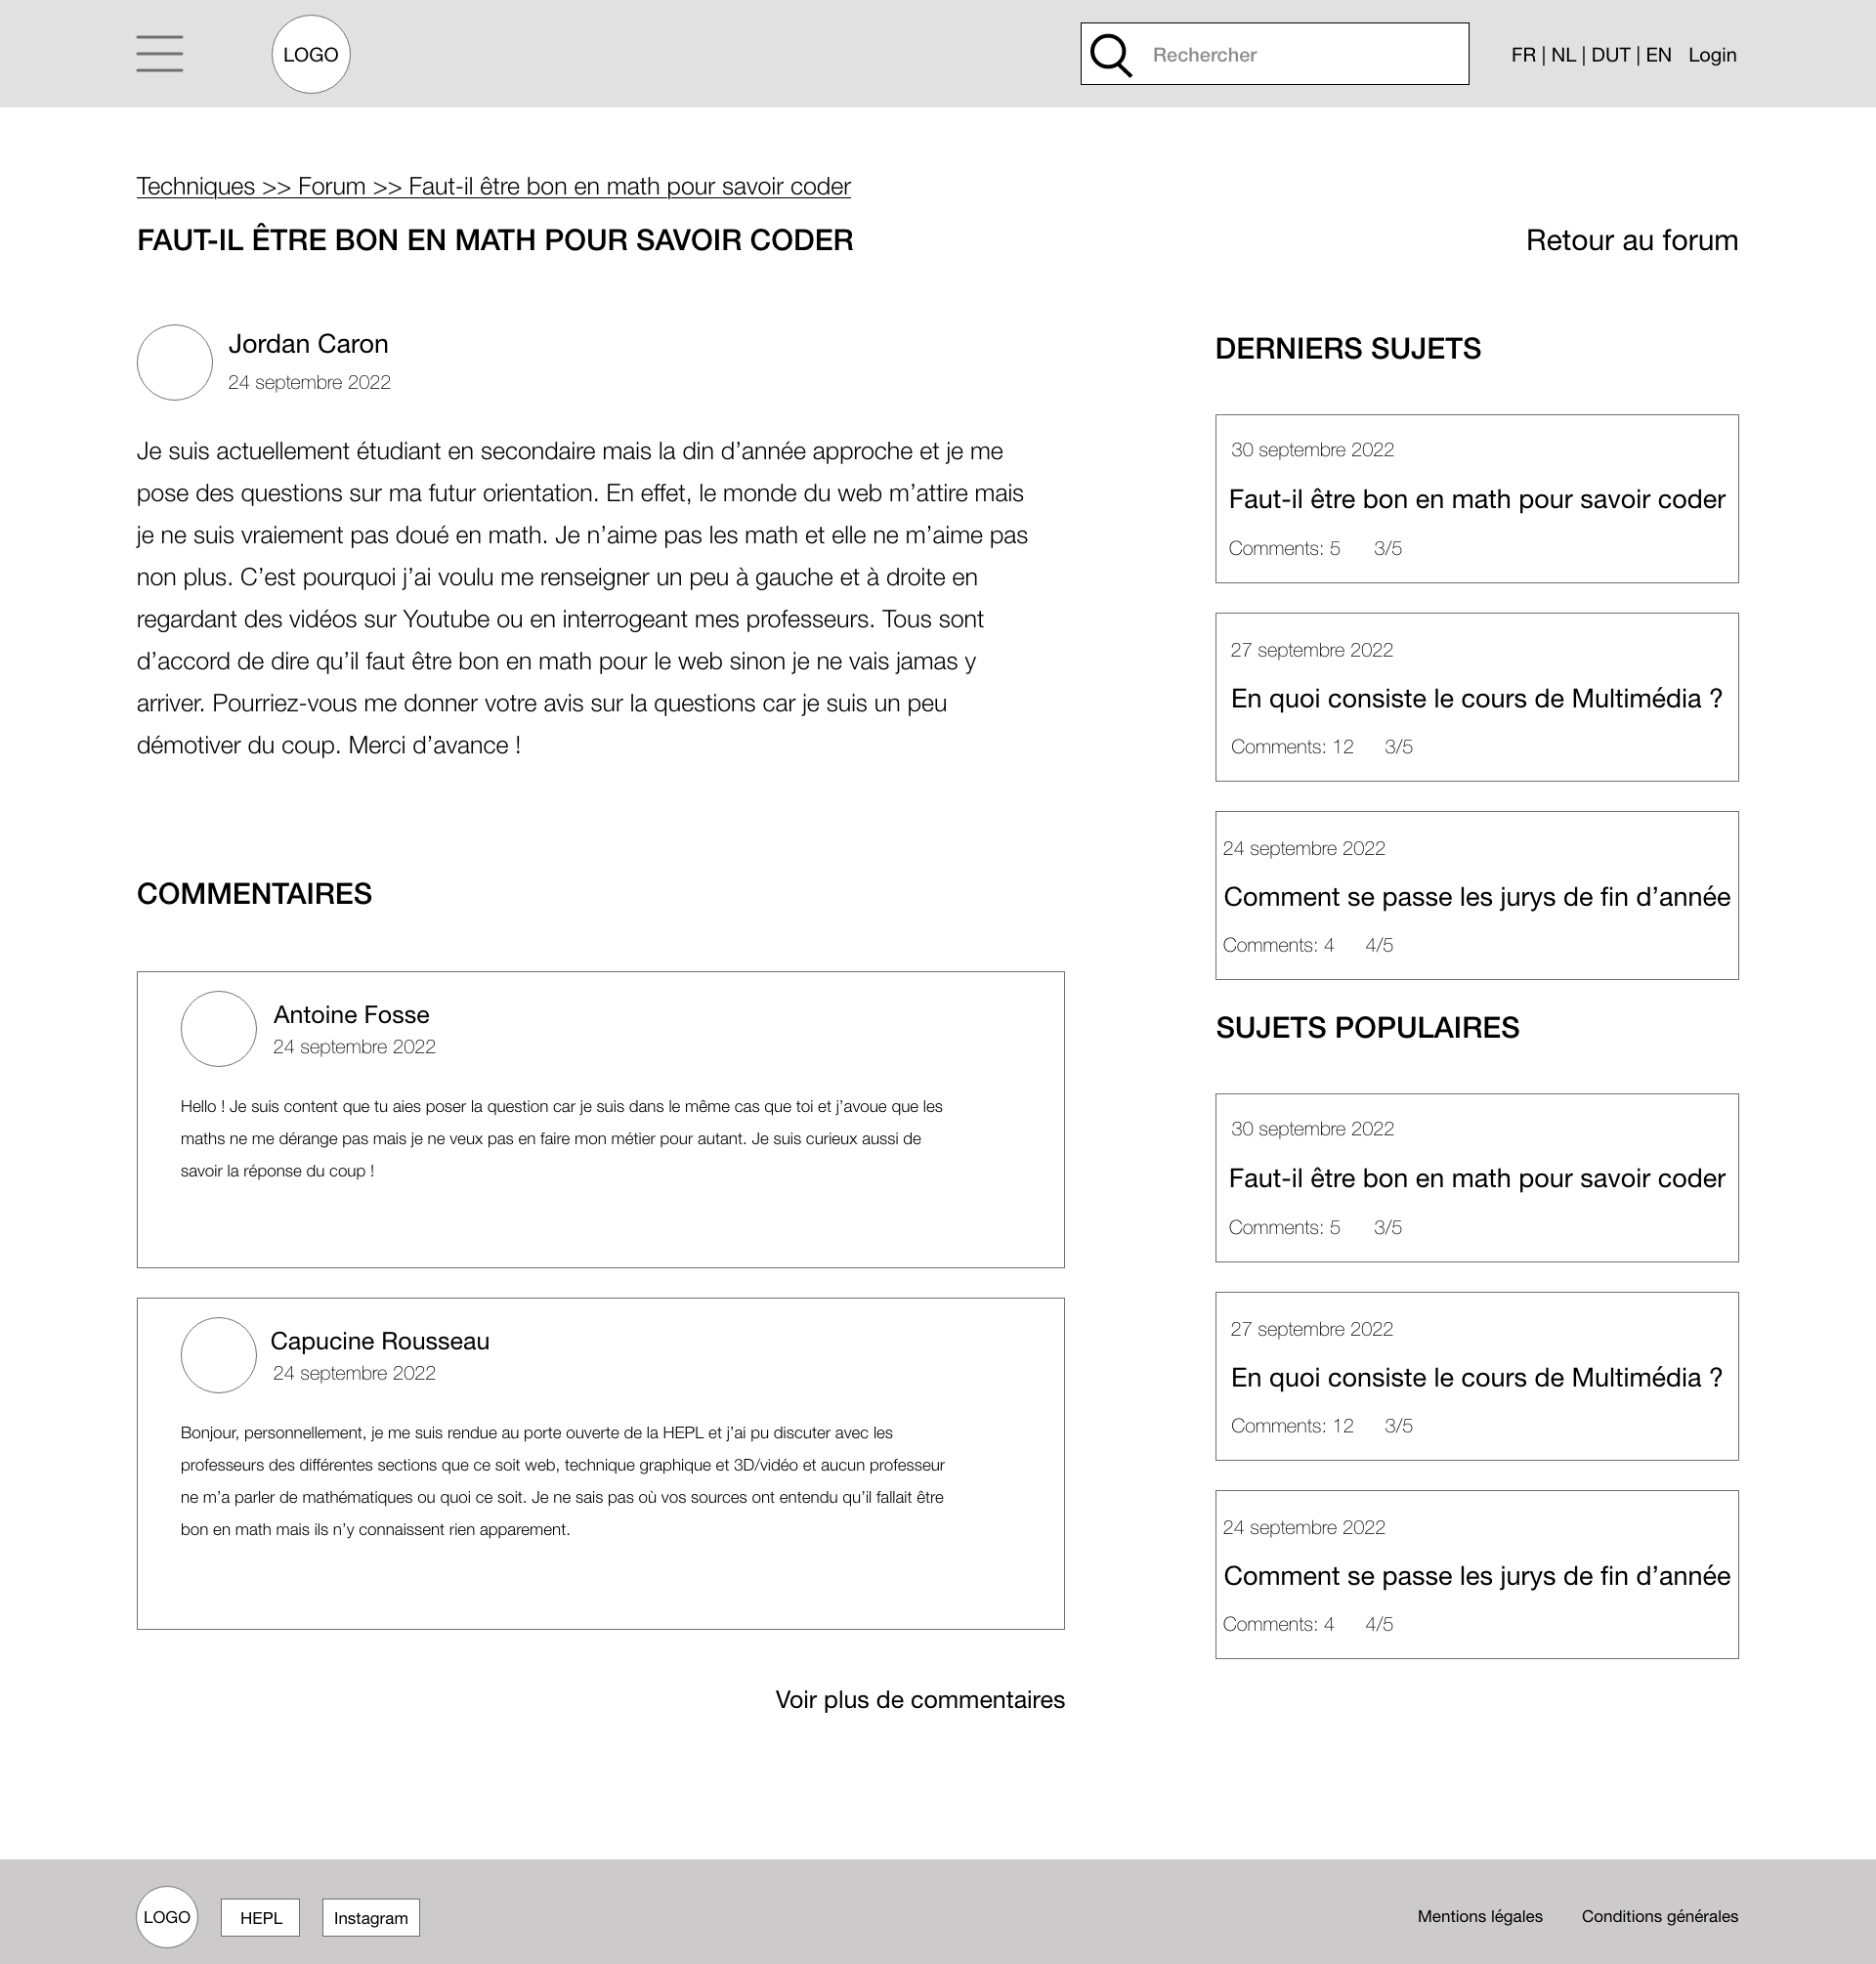 LOGO
Rechercher
FR | NL | DUT | EN Login
Techniques >> Forum >> Faut-il être bon en math pour savoir coder
FAUT-IL ÊTRE BON EN MATH POUR SAVOIR CODER
Retour au forum
Jordan Caron
24 septembre 2022
Je suis actuellement étudiant en secondaire mais la din d’année approche et je me
pose des questions sur ma futur orientation. En effet, le monde du web m’attire mais
je ne suis vraiement pas doué en math. Je n’aime pas les math et elle ne m’aime pas
non plus. C’est pourquoi j’ai voulu me renseigner un peu à gauche et à droite en
regardant des vidéos sur Youtube ou en interrogeant mes professeurs. Tous sont
d’accord de dire qu’il faut être bon en math pour le web sinon je ne vais jamas y
arriver. Pourriez-vous me donner votre avis sur la questions car je suis un peu
démotiver du coup. Merci d’avance !
COMMENTAIRES
Antoine Fosse
24 septembre 2022
Hello ! Je suis content que tu aies poser la question car je suis dans le même cas que toi et j’avoue que les
maths ne me dérange pas mais je ne veux pas en faire mon métier pour autant. Je suis curieux aussi de
savoir la réponse du coup !
Capucine Rousseau
24 septembre 2022
Bonjour, personnellement, je me suis rendue au porte ouverte de la HEPL et j’ai pu discuter avec les
professeurs des différentes sections que ce soit web, technique graphique et 3D/vidéo et aucun professeur
ne m’a parler de mathématiques ou quoi ce soit. Je ne sais pas où vos sources ont entendu qu’il fallait être
bon en math mais ils n’y connaissent rien apparement.
Voir plus de commentaires
DERNIERS SUJETS
30 septembre 2022
Faut-il être bon en math pour savoir coder
Comments: 5 3/5
27 septembre 2022
En quoi consiste le cours de Multimédia ?
Comments: 12 3/5
24 septembre 2022
Comment se passe les jurys de fin d’année
Comments: 4 4/5
SUJETS POPULAIRES
30 septembre 2022
Faut-il être bon en math pour savoir coder
Comments: 5 3/5
27 septembre 2022
En quoi consiste le cours de Multimédia ?
Comments: 12 3/5
24 septembre 2022
Comment se passe les jurys de fin d’année
Comments: 4 4/5
LOGO
HEPL
Instagram
Mentions légales
Conditions générales